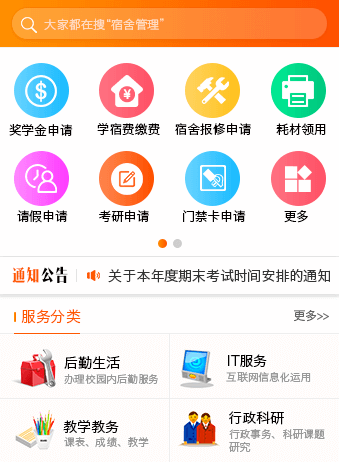 大家都在搜“宿舍管理”
奖学金申请 学宿费缴费 宿舍报修申请 耗材领用
请假申请 考研申请 门禁卡申请 更多
通知公告 关于本年度期末考试时间安排的通知
服务分类 更多>>
后勤生活
办理校园内后勤服务
IT服务
互联网信息化运用
教学教务
课表、成绩、教学
行政科研
行政事务、科研课题
研究